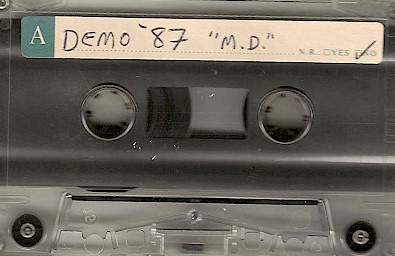 A DEMO '87 "M.D."
N.R.: □YES □NO